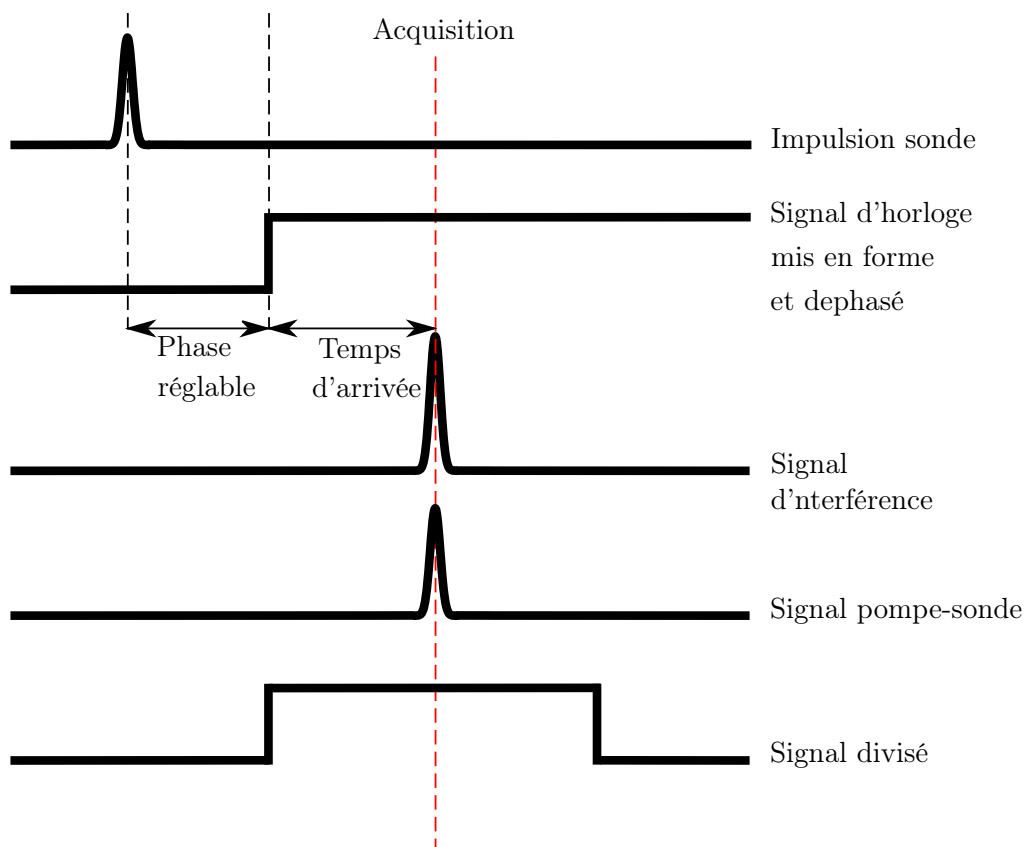 Acquisition
Impulsion sonde
Signal d'horloge
mis en forme
et dephasé
Phase
réglable
Temps
d'arrivée
Signal
d'nterférence
Signal pompe-sonde
Signal divisé